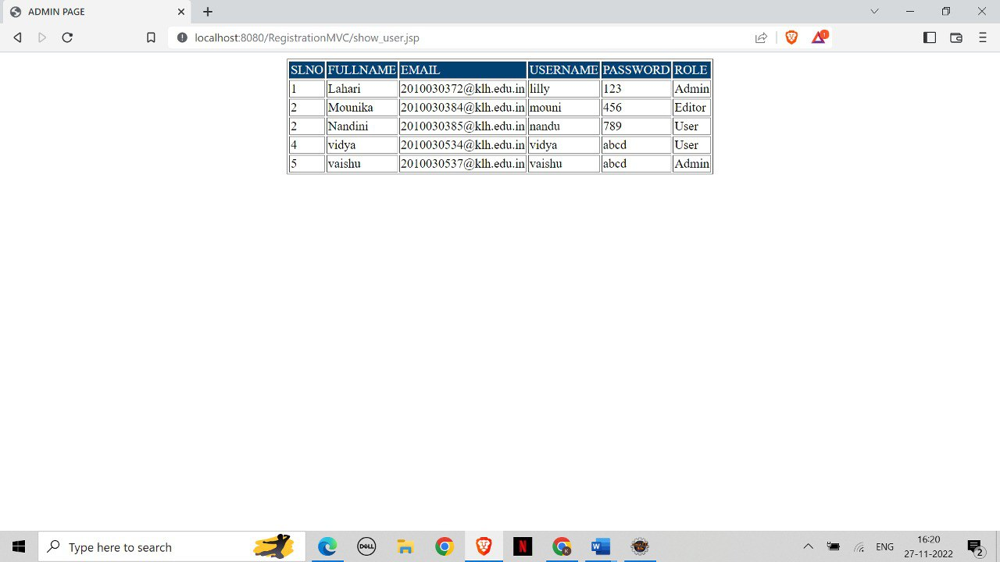 ADMIN PAGE
localhost:8080/RegistrationMVC/show_user.jsp
1
SLNO FULLNAME EMAIL USERNAME PASSWORD ROLE
1 Lahari 2010030372@klh.edu.in lilly 123 Admin
2 Mounika 2010030384@klh.edu.in mouni 456 Editor
2 Nandini 2010030385@klh.edu.in nandu 789 User
4 vidya 2010030534@klh.edu.in vidya abcd User
5 vaishu 2010030537@klh.edu.in vaishu abcd Admin
Type here to search
DELL
N
K
W
ENG
16:20
27-11-2022
2